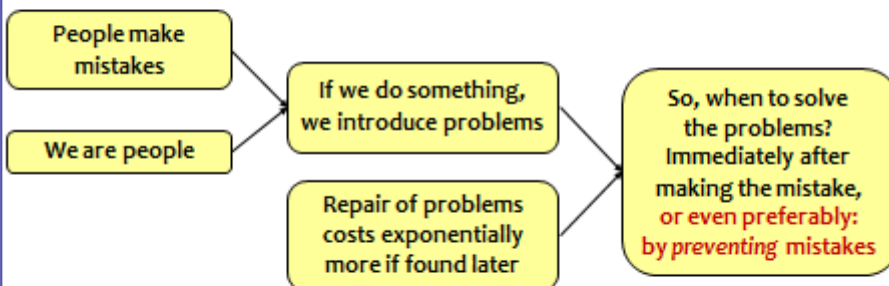 People make
mistakes
We are people
If we do something,
we introduce problems
Repair of problems
costs exponentially
more if found later
So, when to solve
the problems?
Immediately after
making the mistake,
or even preferably:
by preventing mistakes